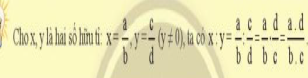 Cho x, y là hai số hữu tỉ: x = a/b, y = c/d (y ≠ 0), ta có x : y = a/b : c/d = a/b . d/c = a.d/b.c